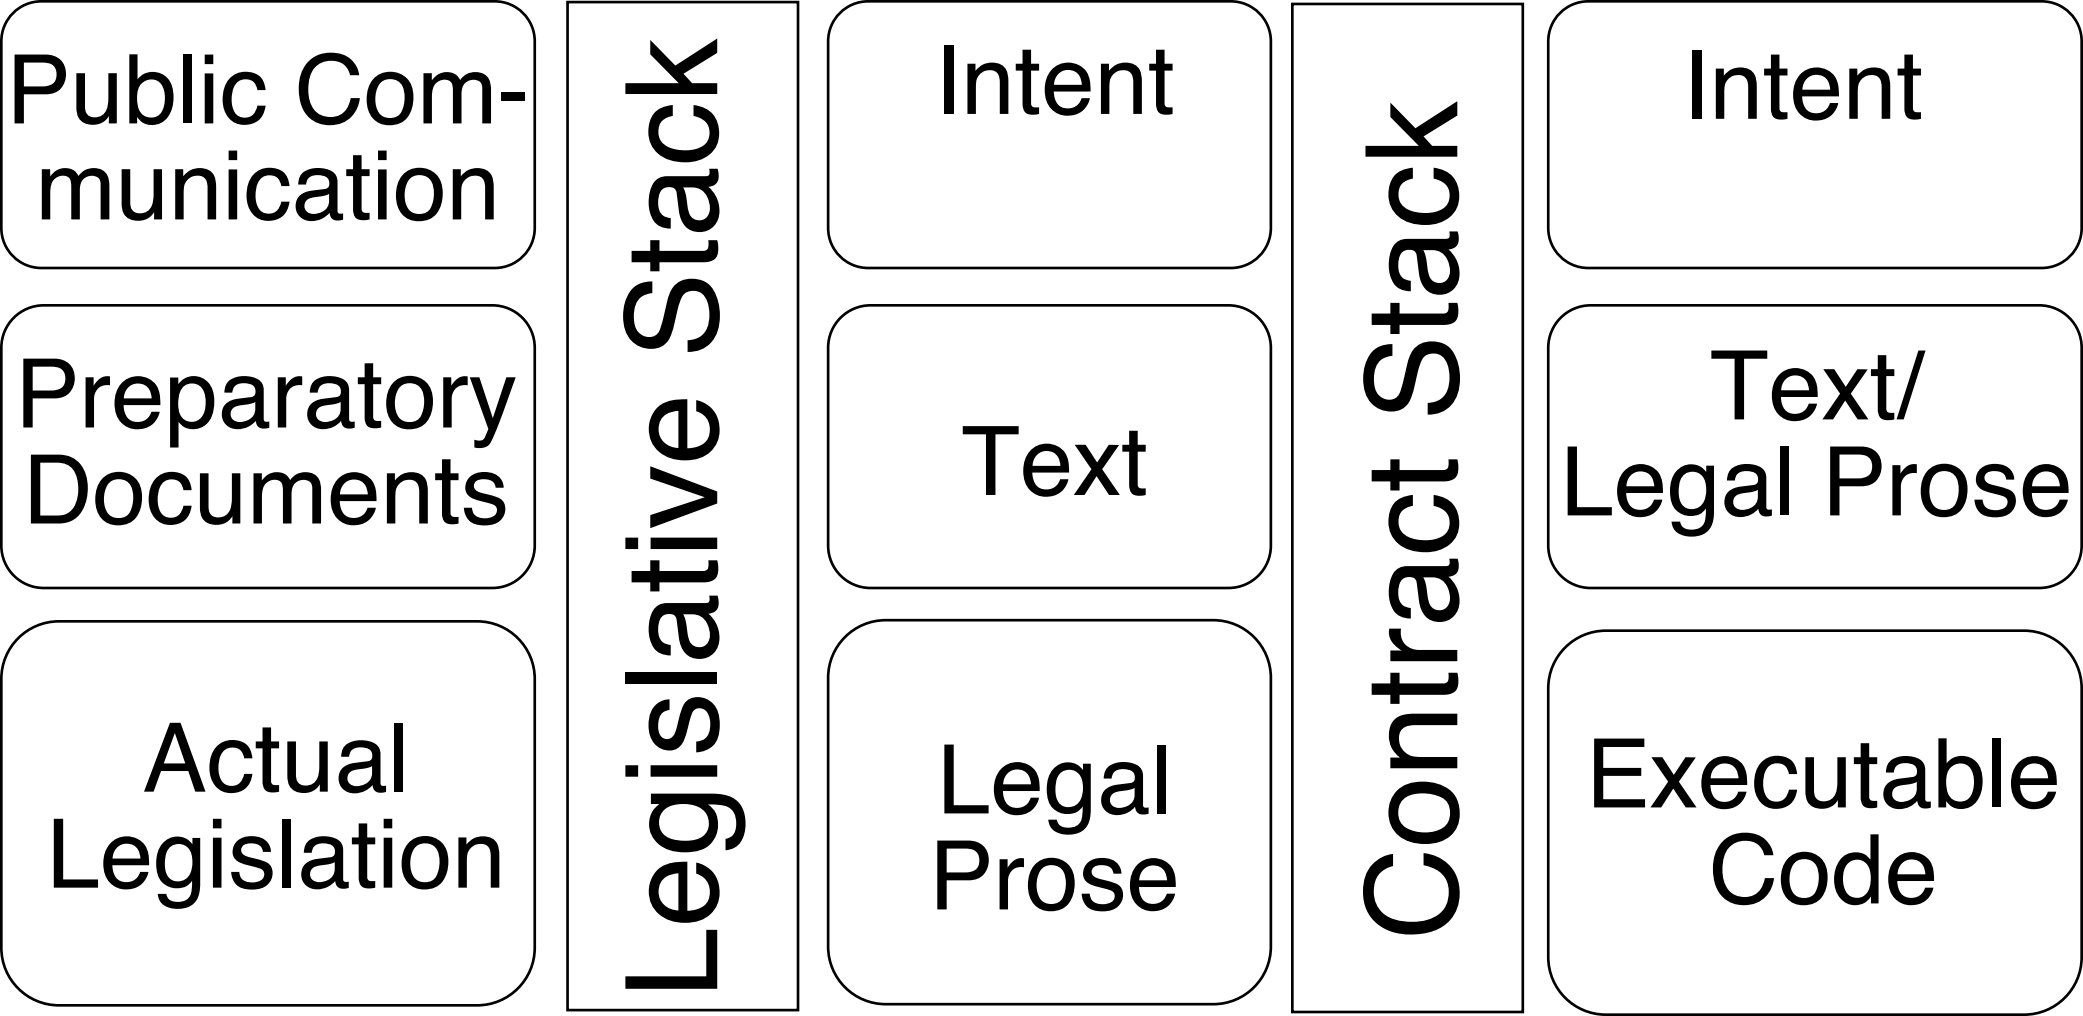 Public Com-
munication
Preparatory
Documents
Actual
Legislation
Legislative Stack
Intent
Text
Legal
Prose
Contract Stack
Intent
Text/
Legal Prose
Executable
Code